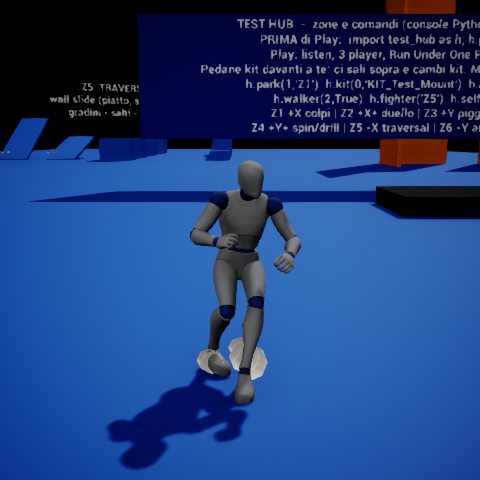 TEST HUB - zone e comandi (console Pytho
PRIMA di Play: import test_hub as h, h.
Play: listen, 3 player, Run Under One P
Pedane kit davanti a te: ci sali sopra e cambi kit. M
h.park(1,'Z1') h.kit(0,'KIT_Test_Mount') h.
h.walker(2,True) h.fighter('Z5') h.self
Z1 +X colpi | Z2 +X+ duello | Z3 +Y pigg
Z4 +Y+ spin/drill | Z5 -X traversal | Z6 -Y a
Z5 TRAVERS
wall slide (piatto, s
gradini - salti -